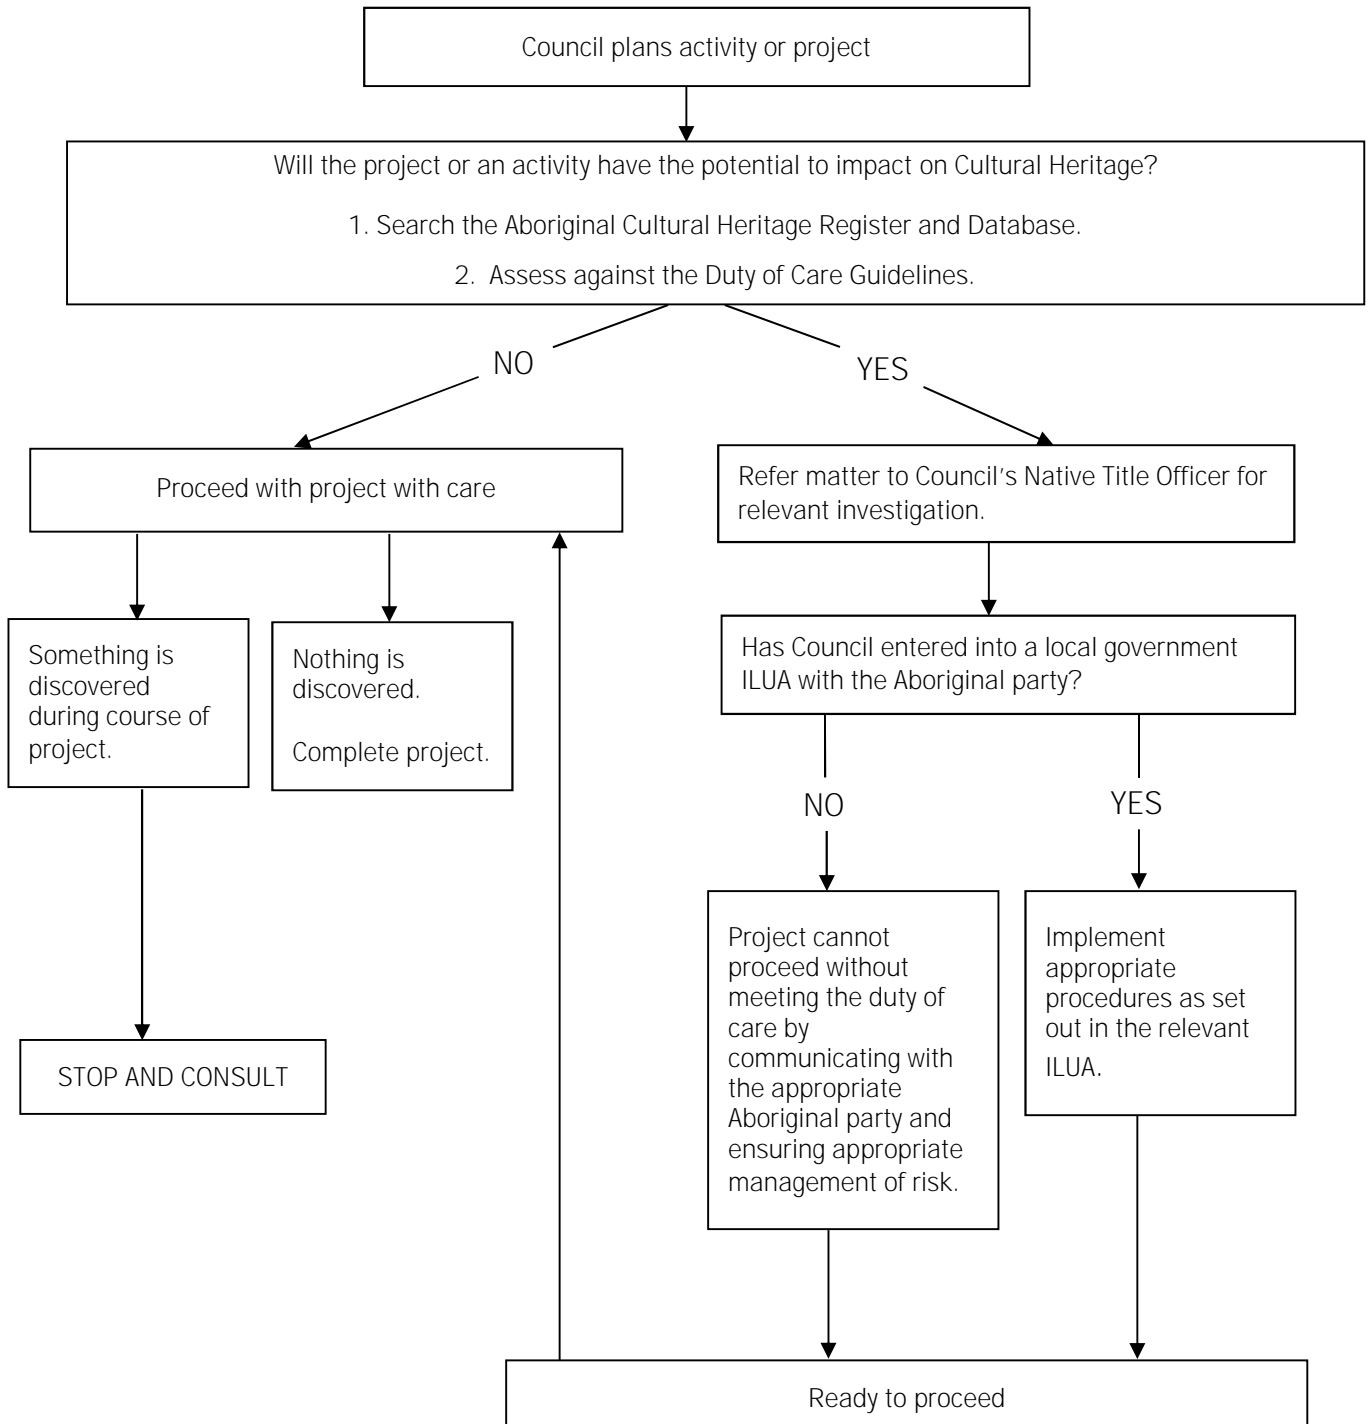 Council plans activity or project
Will the project or an activity have the potential to impact on Cultural Heritage?
1. Search the Aboriginal Cultural Heritage Register and Database.
2. Assess against the Duty of Care Guidelines.
NO
YES
Proceed with project with care
Refer matter to Council's Native Title Officer for
relevant investigation.
Something is
discovered
during course of
project.
Nothing is
discovered.
Complete project.
Has Council entered into a local government
ILUA with the Aboriginal party?
NO
YES
Project cannot
proceed without
meeting the duty of
care by
communicating with
the appropriate
Aboriginal party and
ensuring appropriate
management of risk.
Implement
appropriate
procedures as set
out in the relevant
ILUA.
STOP AND CONSULT
Ready to proceed